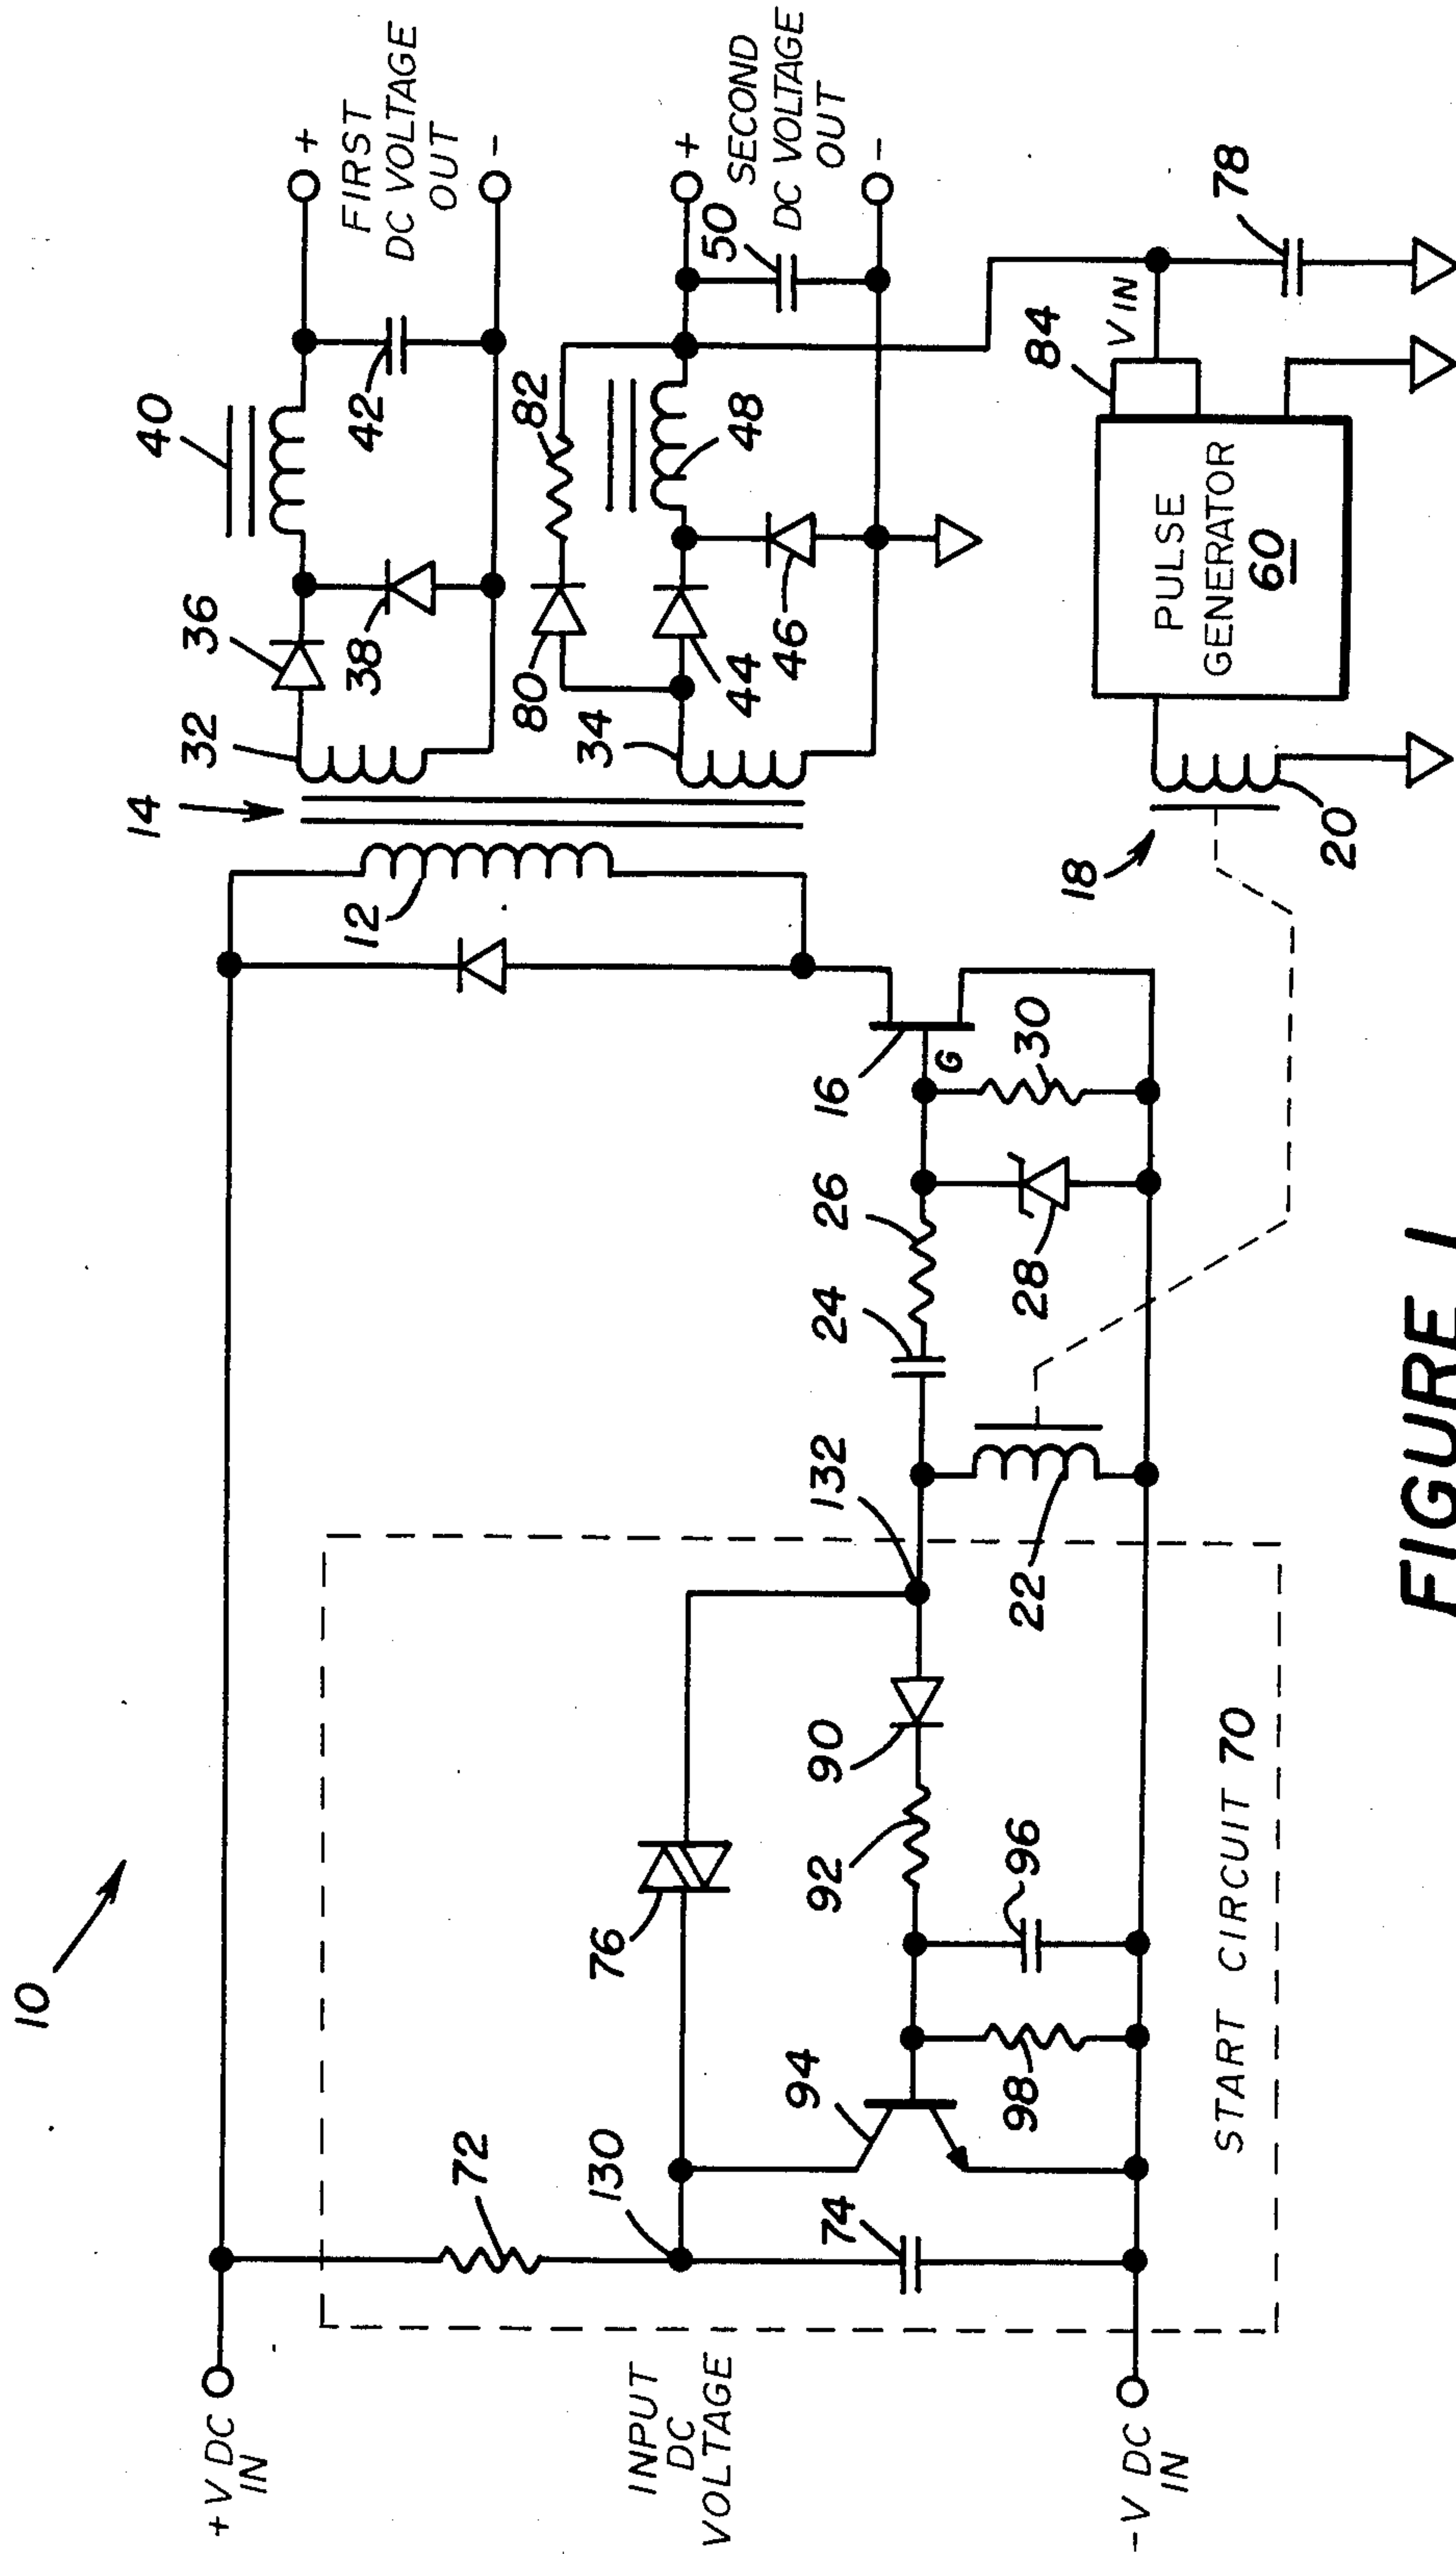 10
+V DC
IN
INPUT
DC
VOLTAGE
-V DC
IN
72
130
74
76
94
98
92
96
90
START CIRCUIT 70
132
22
24
26
28
16
G
30
12
14
32
36
38
40
42
+
FIRST
DC VOLTAGE
OUT
-
34
80
82
44
46
48
50
+
SECOND
DC VOLTAGE
OUT
-
18
20
PULSE
GENERATOR
60
84
V IN
78
FIGURE 1